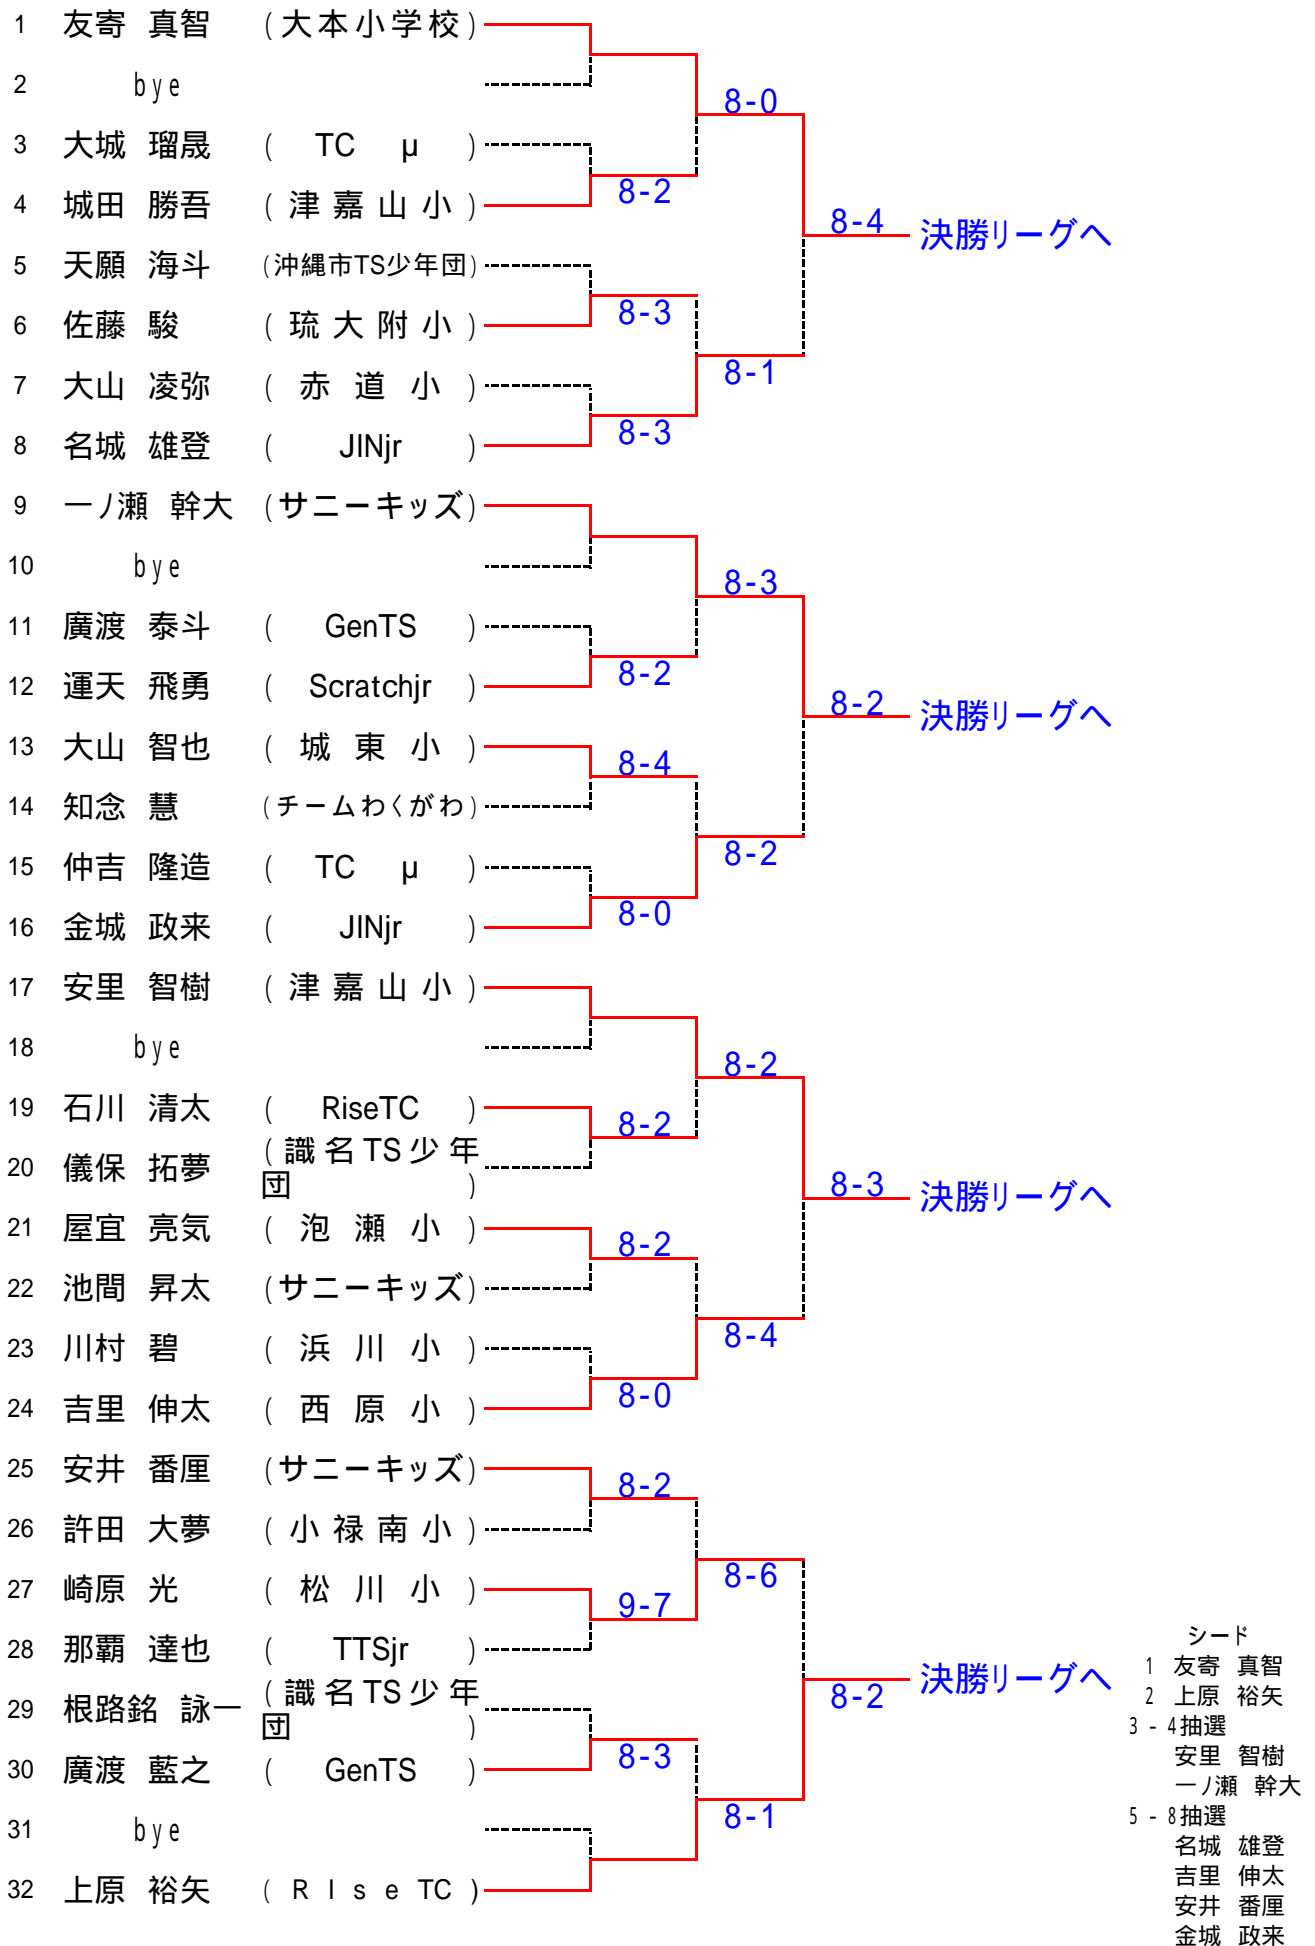 1 友寄 真智 (大本小学校)
2 bye
8-0
3 大城 瑠晟 ( TC μ )
8-2
4 城田 勝吾 (津嘉山小)
8-4 決勝リーグへ
5 天願 海斗 (沖縄市TS少年団)
8-3
6 佐藤 駿 (琉大附小)
8-1
7 大山 凌弥 (赤道小)
8-3
8 名城 雄登 ( JINjr )
9 一ノ瀬 幹大 (サニーキッズ)
10 bye
8-3
11 廣渡 泰斗 ( GenTS )
8-2
12 運天 飛勇 ( Scratchjr )
8-2 決勝リーグへ
13 大山 智也 (城東小)
8-4
14 知念 慧 (チームわくがわ)
8-2
15 仲吉 隆造 ( TC μ )
8-0
16 金城 政来 ( JINjr )
17 安里 智樹 (津嘉山小)
18 bye
8-2
19 石川 清太 ( RiseTC )
8-2
20 儀保 拓夢 (識名TS少年
団 )
8-3 決勝リーグへ
21 屋宜 亮気 (泡瀬小)
8-2
22 池間 昇太 (サニーキッズ)
8-4
23 川村 碧 (浜川小)
8-0
24 吉里 伸太 (西原小)
25 安井 番厘 (サニーキッズ)
8-2
26 許田 大夢 (小禄南小)
8-6
27 崎原 光 (松川小)
9-7
28 那覇 達也 ( TTSjr )
8-2 決勝リーグへ
29 根路銘 詠一 (識名TS少年
団 )
8-3
30 廣渡 藍之 ( GenTS )
8-1
31 bye
32 上原 裕矢 (RIseTC)
シード
1 友寄 真智
2 上原 裕矢
3 - 4抽選
安里 智樹
一ノ瀬 幹大
5 - 8抽選
名城 雄登
吉里 伸太
安井 番厘
金城 政来